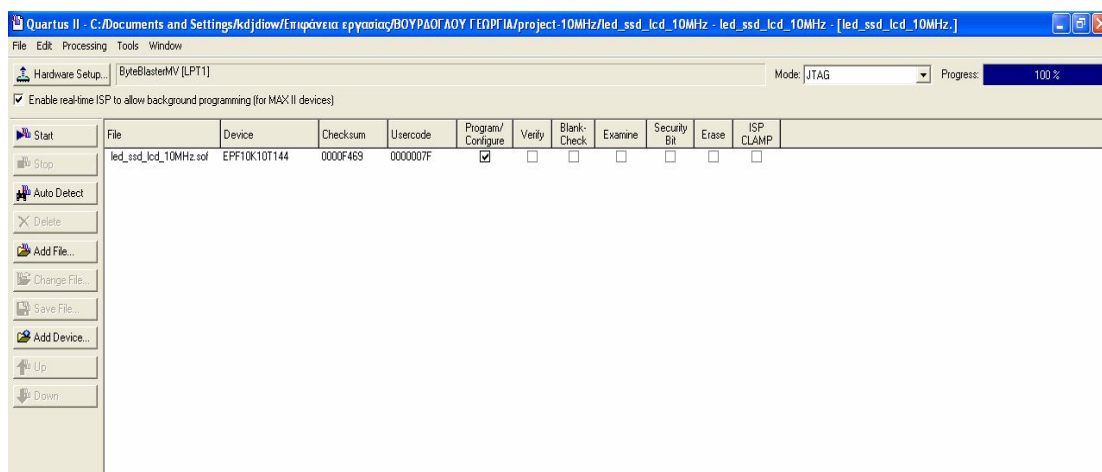 Quartus II - C:/Documents and Settings/kdjdiow/Επιφάνεια εργασίας/ΒΟΥΡΔΟΓΛΟΥ ΓΕΩΡΓΙΑ/project-10MHz/led_ssd_lcd_10MHz - led_ssd_lcd_10MHz - [led_ssd_lcd_10MHz.]
File Edit Processing Tools Window
Hardware Setup... ByteBlasterMV [LPT1] Mode: JTAG Progress: 100 %
Enable real-time ISP to allow background programming (for MAX II devices)
Start File Device Checksum Usercode Program/ Configure Verify Blank- Check Examine Security Bit Erase ISP CLAMP
led_ssd_lcd_10MHz.sof EPF10K10T144 0000F469 0000007F
Stop
Auto Detect
Delete
Add File...
Change File...
Save File...
Add Device...
Up
Down